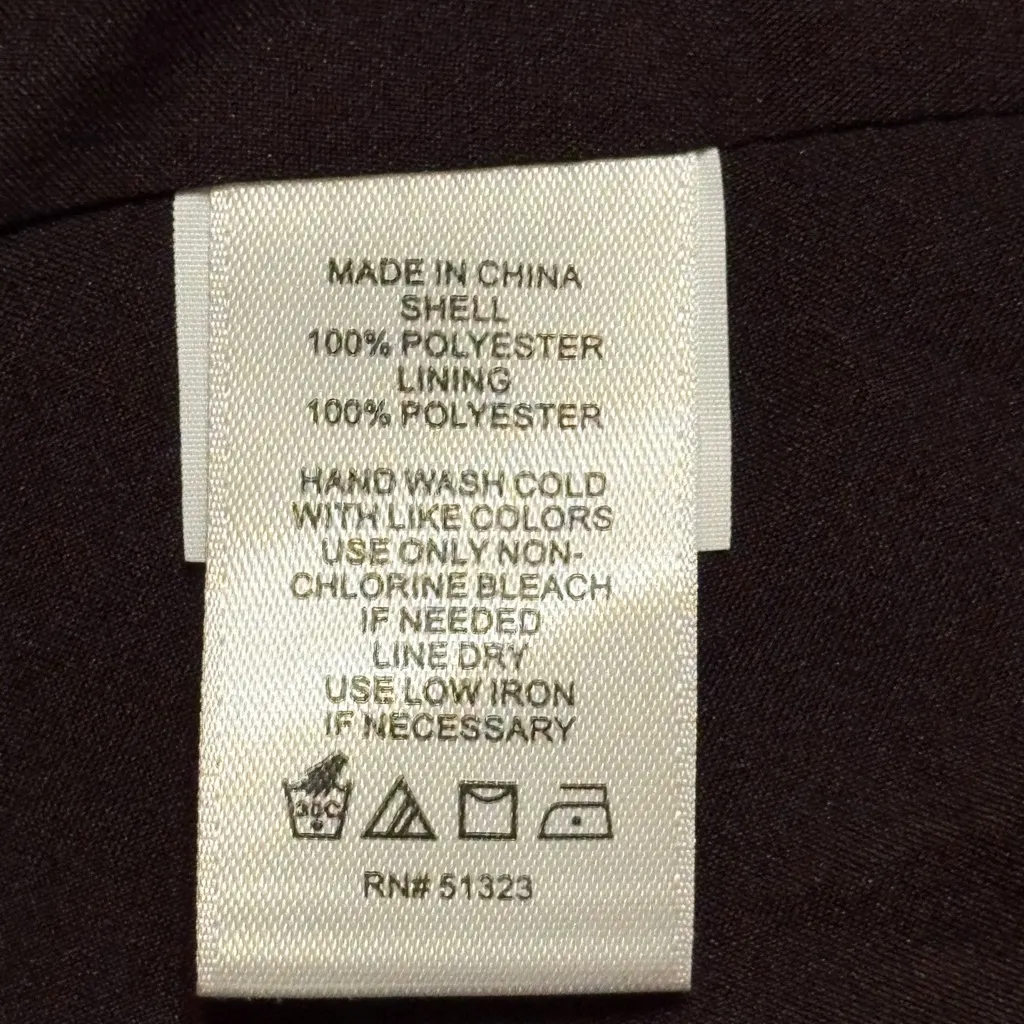 MADE IN CHINA
SHELL
100% POLYESTER
LINING
100% POLYESTER
HAND WASH COLD
WITH LIKE COLORS
USE ONLY NON-
CHLORINE BLEACH
IF NEEDED
LINE DRY
USE LOW IRON
IF NECESSARY
30C
RN# 51323